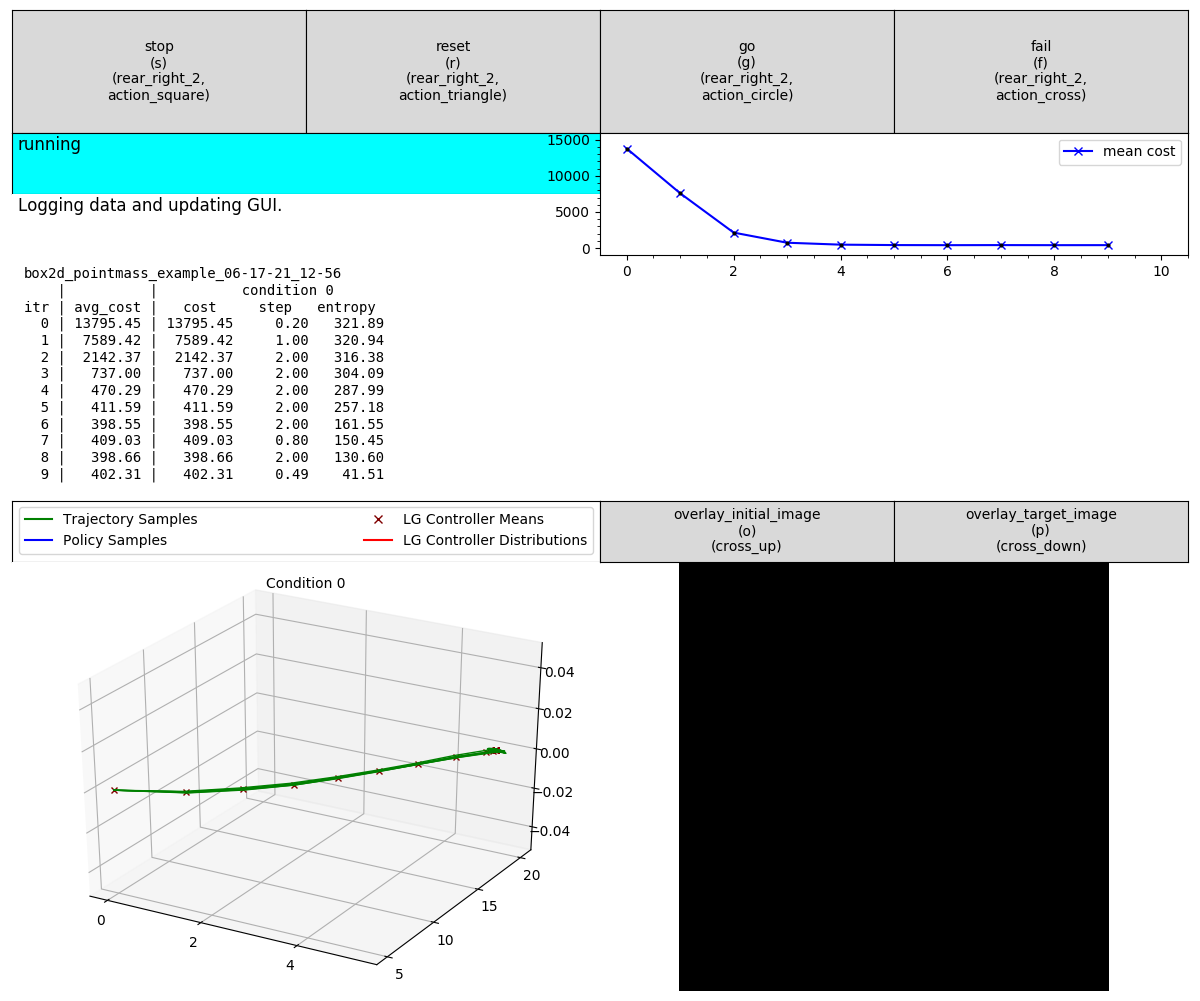 stop
(s)
(rear_right_2,
action_square)
reset
(r)
(rear_right_2,
action_triangle)
go
(g)
(rear_right_2,
action_circle)
fail
(f)
(rear_right_2,
action_cross)
running
Logging data and updating GUI.
15000
10000
5000
0
mean cost
0 2 4 6 8 10
box2d_pointmass_example_06-17-21_12-56
| | condition 0
itr | avg_cost | cost step entropy
0 | 13795.45 | 13795.45 0.20 321.89
1 | 7589.42 | 7589.42 1.00 320.94
2 | 2142.37 | 2142.37 2.00 316.38
3 | 737.00 | 737.00 2.00 304.09
4 | 470.29 | 470.29 2.00 287.99
5 | 411.59 | 411.59 2.00 257.18
6 | 398.55 | 398.55 2.00 161.55
7 | 409.03 | 409.03 0.80 150.45
8 | 398.66 | 398.66 2.00 130.60
9 | 402.31 | 402.31 0.49 41.51
Trajectory Samples
Policy Samples
LG Controller Means
LG Controller Distributions
overlay_initial_image
(o)
(cross_up)
overlay_target_image
(p)
(cross_down)
Condition 0
0.04
0.02
0.00
−0.02
−0.04
20
15
10
5
0
2
4